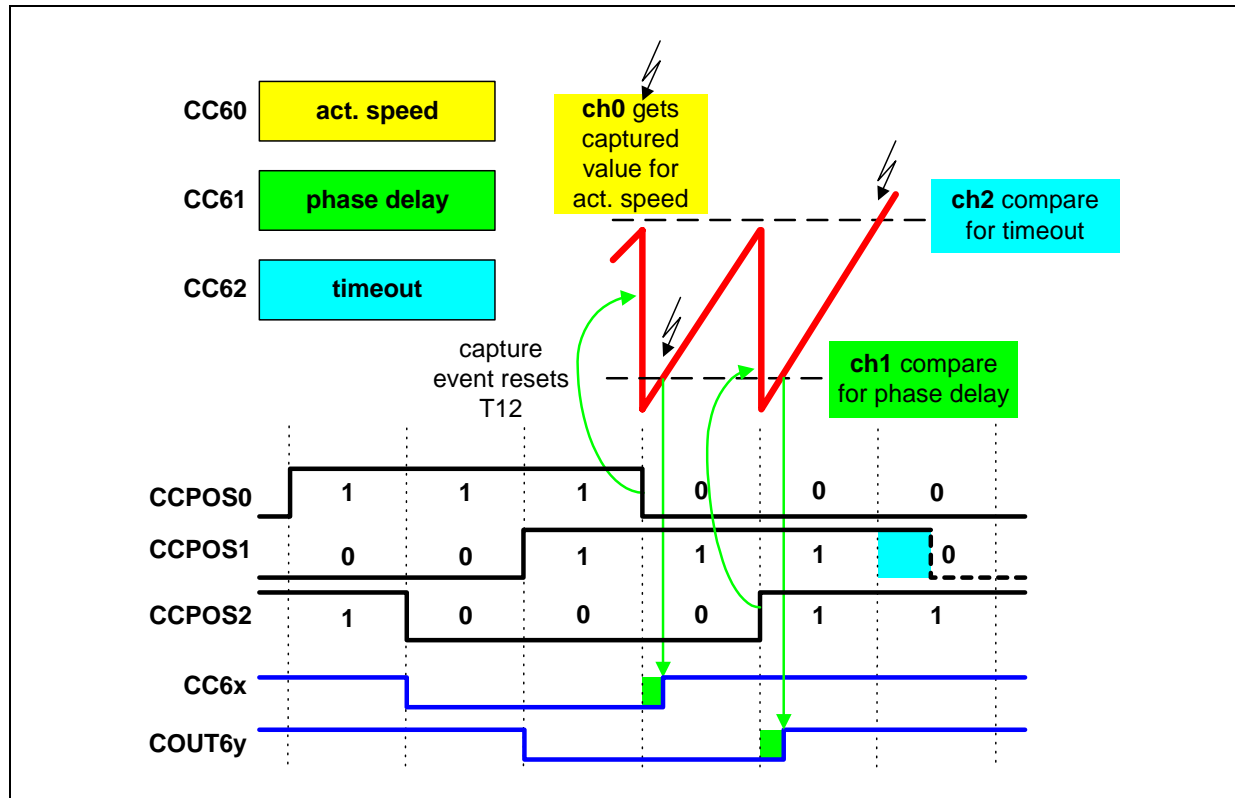 CC60
act. speed
ch0 gets
captured
value for
act. speed
CC61
phase delay
ch2 compare
for timeout
CC62
timeout
capture
event resets
T12
ch1 compare
for phase delay
CCPOS0
1 1 1 0 0 0
CCPOS1
0 0 1 1 1 0
CCPOS2
1 0 0 0 1 1
CC6x
COUT6y